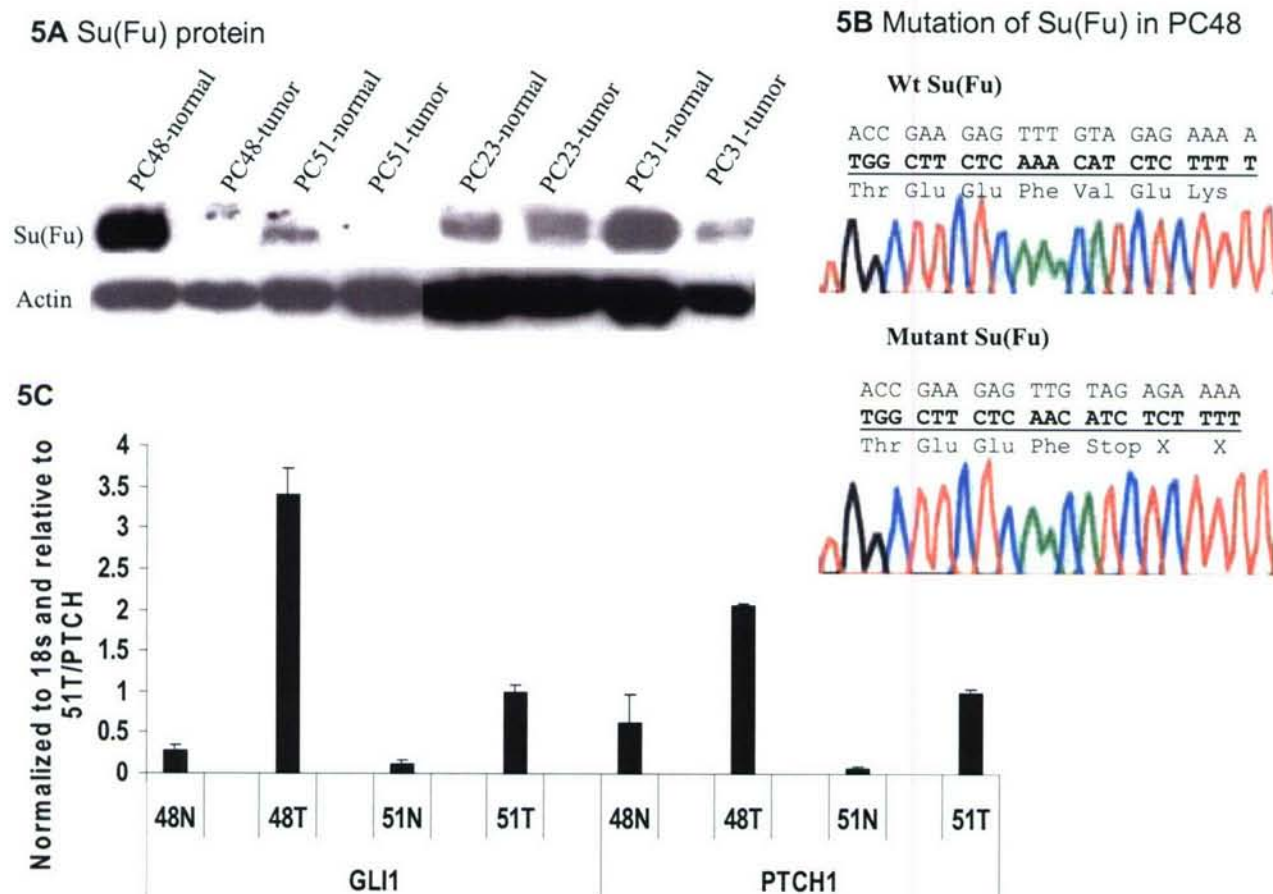 5A Su(Fu) protein
PC48-normal
PC48-tumor
PC51-normal
PC51-tumor
PC23-normal
PC23-tumor
PC31-normal
PC31-tumor
Su(Fu)
Actin
5B Mutation of Su(Fu) in PC48
Wt Su(Fu)
ACC GAA GAG TTT GTA GAG AAA A
TGG CTT CTC AAA CAT CTC TTT T
Thr Glu Glu Phe Val Glu Lys
Mutant Su(Fu)
ACC GAA GAG TTG TAG AGA AAA
TGG CTT CTC AAC ATC TCT TTT
Thr Glu Glu Phe Stop X X
5C
Normalized to 18s and relative to
51T/PTCH
4
3.5
3
2.5
2
1.5
1
0.5
0
48N 48T 51N 51T 48N 48T 51N 51T
GLI1 PTCH1